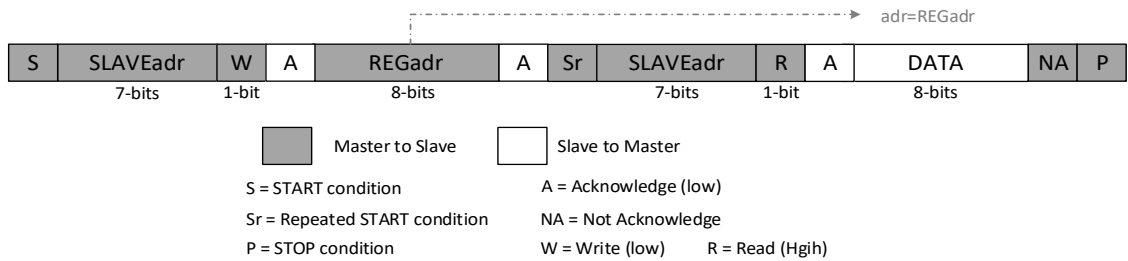 adr=REGadr
S SLAVEadr W A REGadr A Sr SLAVEadr R A DATA NA P
7-bits 1-bit 8-bits 7-bits 1-bit 8-bits
Master to Slave Slave to Master
S = START condition A = Acknowledge (low)
Sr = Repeated START condition NA = Not Acknowledge
P = STOP condition W = Write (low) R = Read (Hgih)